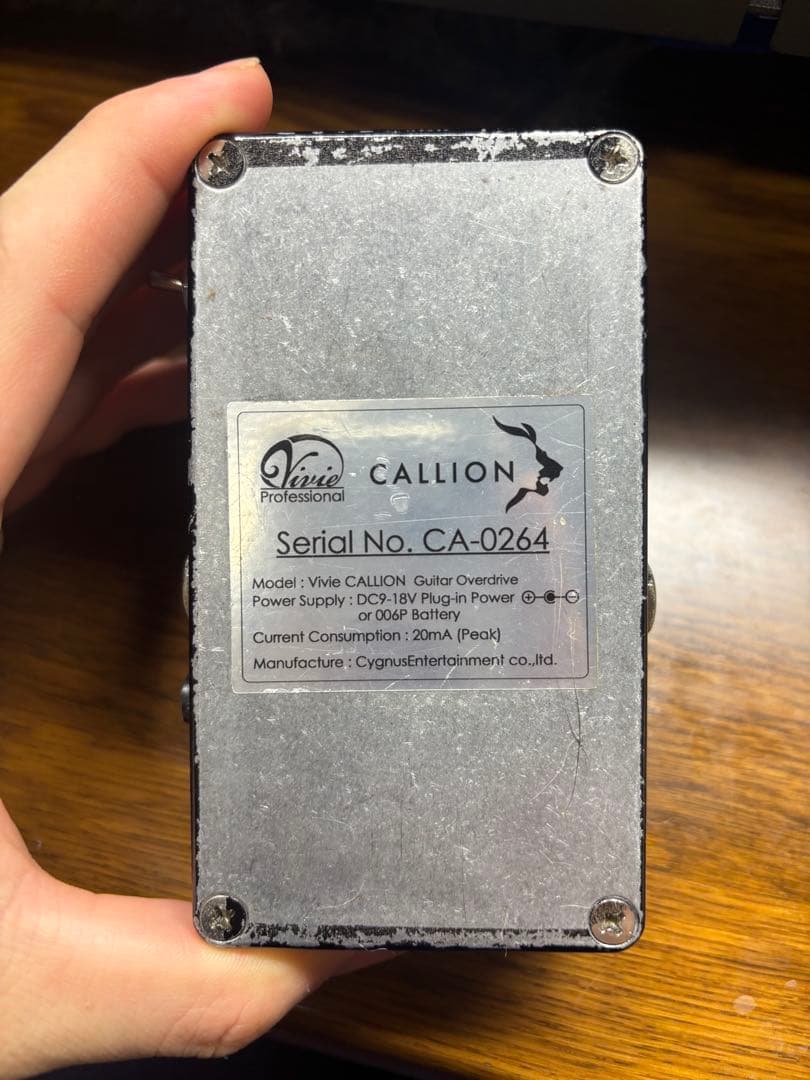 Vivie
Professional
CALLION
Serial No. CA-0264
Model : Vivie CALLION Guitar Overdrive
Power Supply : DC9-18V Plug-in Power
or 006P Battery
Current Consumption : 20mA (Peak)
Manufacture : CygnusEntertainment co.,ltd.